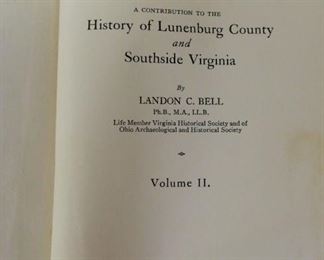 A CONTRIBUTION TO THE
History of Lunenburg County
and
Southside Virginia
By
LANDON C. BELL
Ph.B., M.A., LL.B.
Life Member Virginia Historical Society and of
Ohio Archaeological and Historical Society
Volume II.